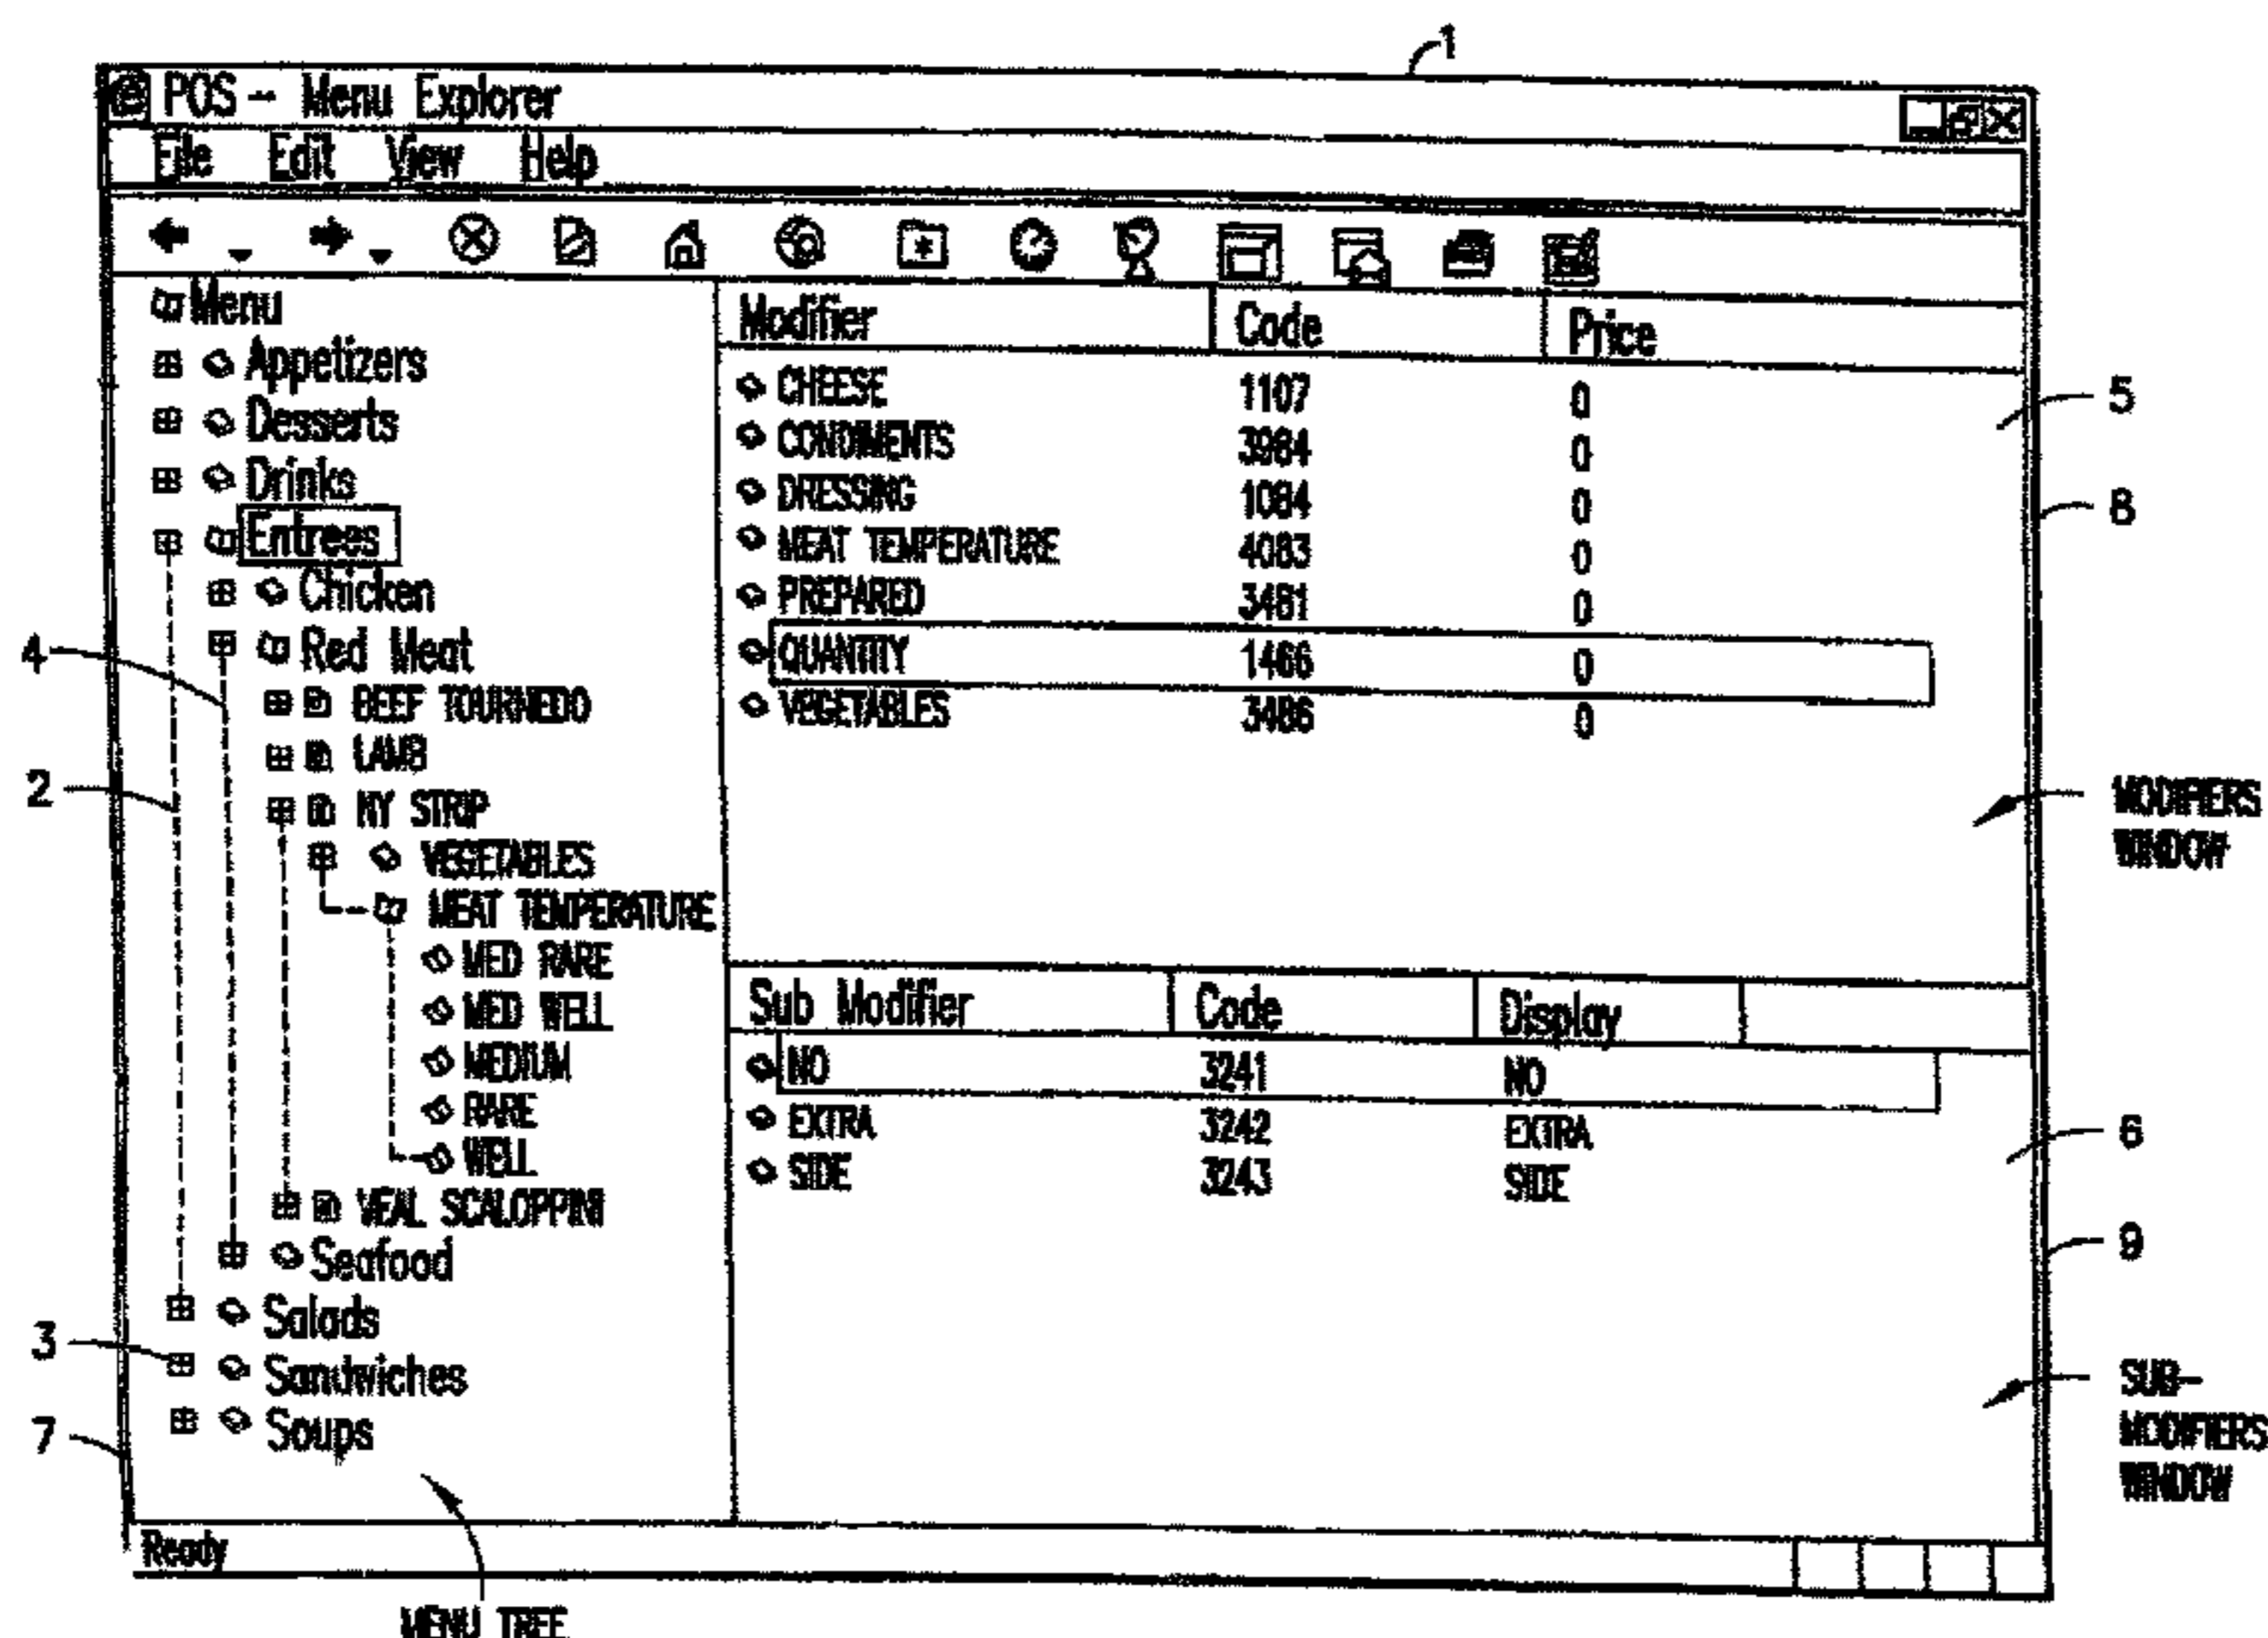 1
POS - Menu Explorer
File Edit View Help
Menu
Appetizers
Desserts
Drinks
Entrees
Chicken
Red Meat
BEEF TOURNEDO
LAMB
NY STRIP
VEGETABLES
MEAT TEMPERATURE
MED RARE
MED WELL
MEDIUM
RARE
WELL
VEAL SCALOPPINI
Seafood
Salads
Sandwiches
Soups
4
2
3
7
Modifier Code Price
CHEESE 1107 0
CONDIMENTS 3984 0
DRESSING 1084 0
MEAT TEMPERATURE 4083 0
PREPARED 3481 0
QUANTITY 1466 0
VEGETABLES 3486 0
Sub Modifier Code Display
NO 3241 NO
EXTRA 3242 EXTRA
SIDE 3243 SIDE
5
8
MODIFIERS
WINDOW
6
9
SUB-
MODIFIERS
WINDOW
Ready
MENU TREE